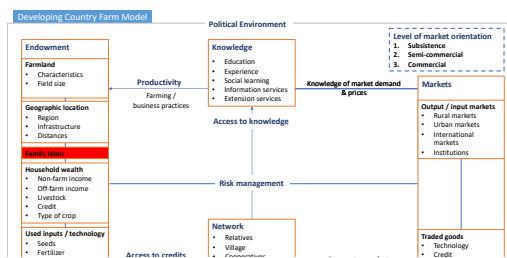 Developing Country Farm Model
Political Environment
Endowment
Farmland
• Characteristics
• Field size
Geographic location
• Region
• Infrastructure
• Distances
Family labor
Household wealth
• Non-farm income
• Off-farm income
• Livestock
• Credit
• Type of crop
Used inputs / technology
• Seeds
• Fertilizer
Productivity
Farming /
business practices
Knowledge
• Education
• Experience
• Social learning
• Information services
• Extension services
Access to knowledge
Risk management
Network
• Relatives
• Village
• Cooperatives
Access to credits
Knowledge of market demand
& prices
Level of market orientation
1. Subsistence
2. Semi-commercial
3. Commercial
Markets
Output / input markets
• Rural markets
• Urban markets
• International
markets
• Institutions
Traded goods
• Technology
• Credit